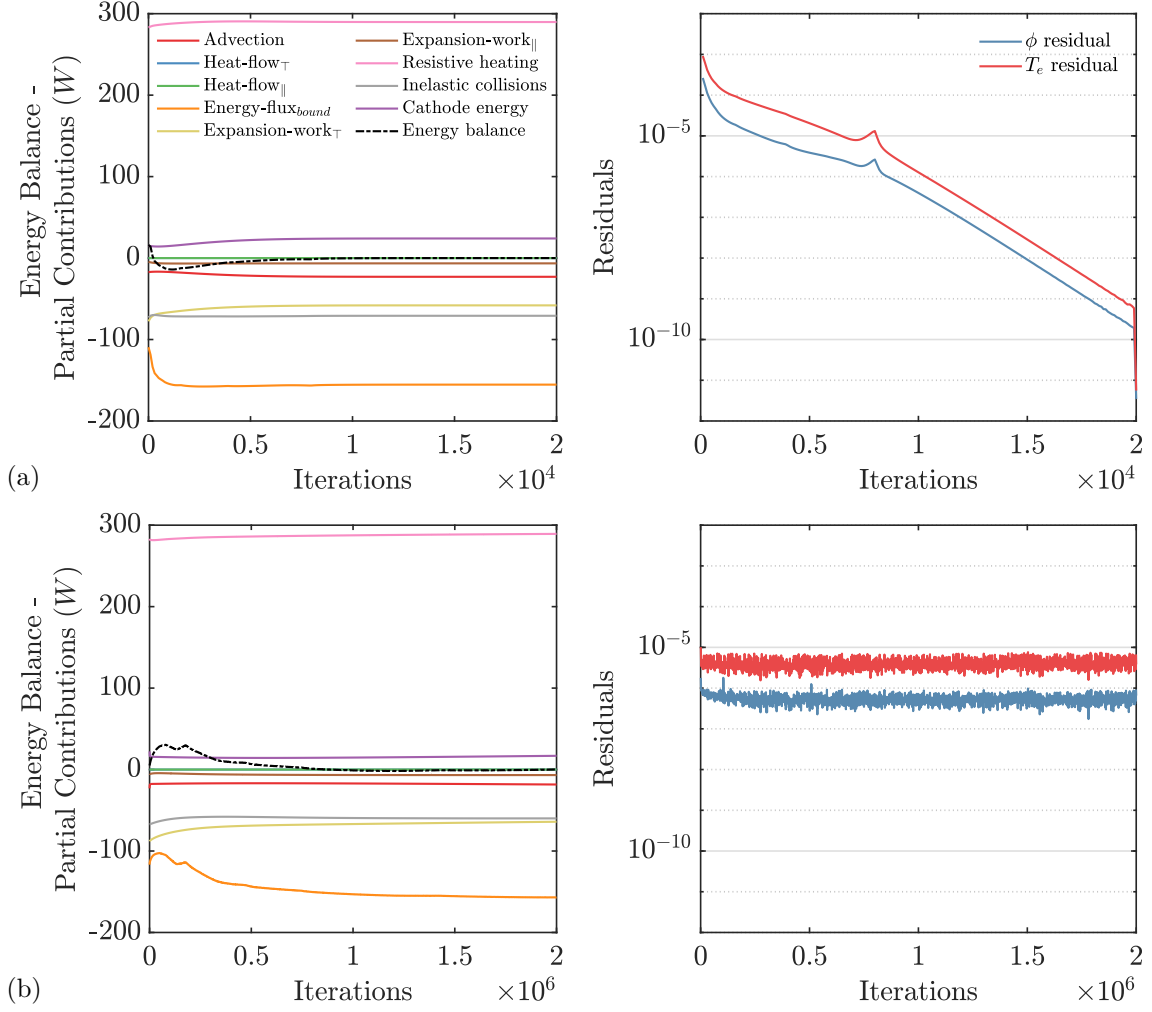 300
200
100
0
-100
-200
Energy Balance -
Partial Contributions (W)
Advection
Heat-flow⊤
Heat-flow∥
Energy-flux_bound
Expansion-work⊤
Expansion-work∥
Resistive heating
Inelastic collisions
Cathode energy
Energy balance
0 0.5 1 1.5 2
Iterations ×10^4
ϕ residual
T_e residual
10^-5
10^-10
Residuals
0 0.5 1 1.5 2
Iterations ×10^4
(a)
300
200
100
0
-100
-200
Energy Balance -
Partial Contributions (W)
0 0.5 1 1.5 2
Iterations ×10^6
10^-5
10^-10
Residuals
0 0.5 1 1.5 2
Iterations ×10^6
(b)